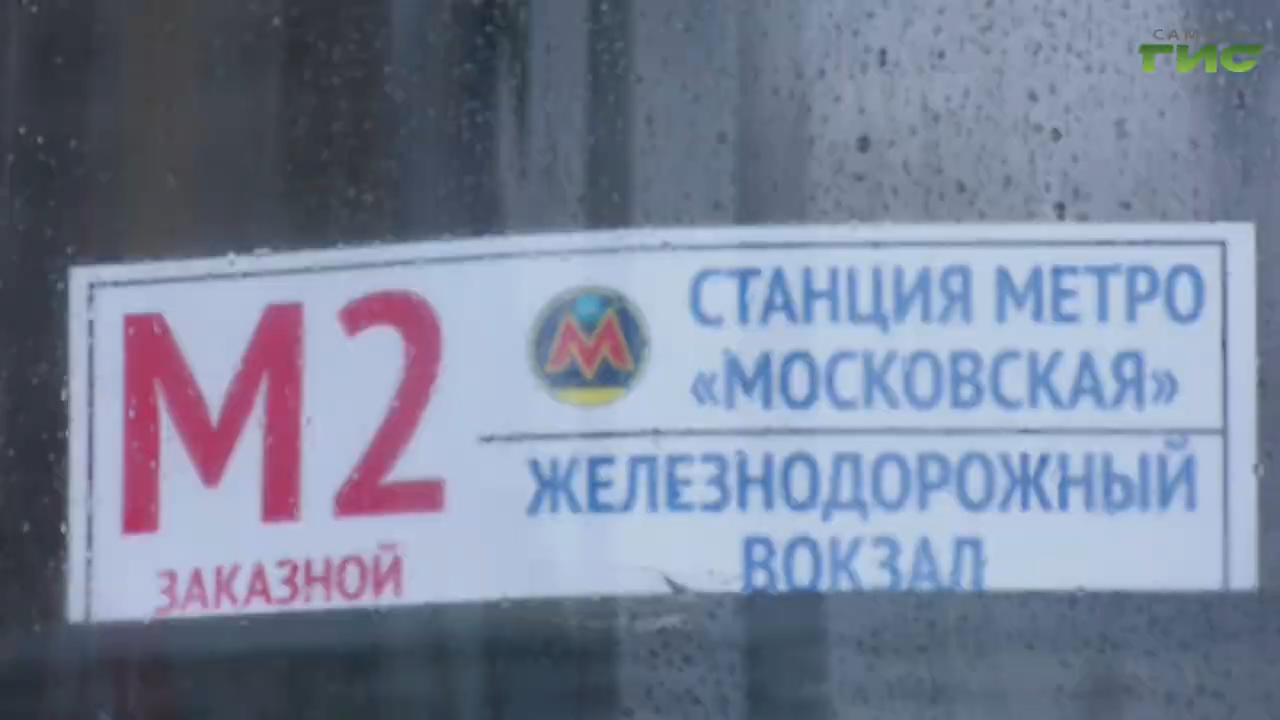 М2
ЗАКАЗНОЙ
М
СТАНЦИЯ МЕТРО
«МОСКОВСКАЯ»
ЖЕЛЕЗНОДОРОЖНЫЙ
ВОКЗАЛ
ГИС